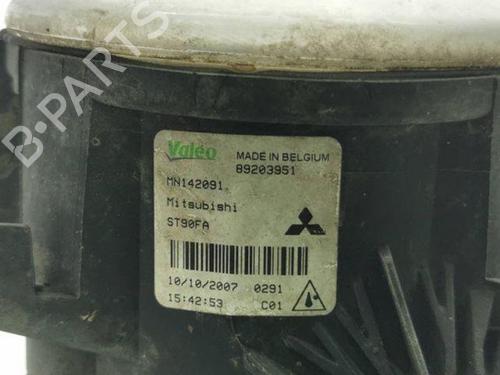 B-PARTS
Valeo
MADE IN BELGIUM
89203951
MN142091
Mitsubishi
ST90FA
10/10/2007 0291
15:42:53 C01